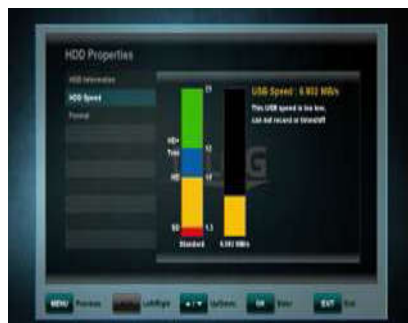 HDD Properties
HDD Information
HDD Speed
Format
USB Speed : 6.902 MB/s
This USB speed is too low,
can not record or timeshift
HD+
HD
SD
1.3
Standard
6.902 MB/s
MENU Previous
Left/Right
▲/▼ Up/Down
OK Enter
EXIT Exit